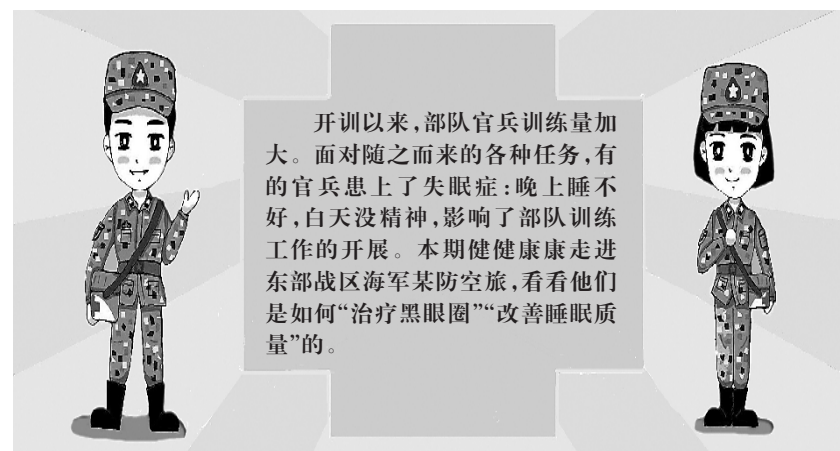 开训以来,部队官兵训练量加
大。面对随之而来的各种任务,有
的官兵患上了失眠症:晚上睡不
好,白天没精神,影响了部队训练
工作的开展。本期健健康康走进
东部战区海军某防空旅,看看他们
是如何“治疗黑眼圈”“改善睡眠质
量”的。